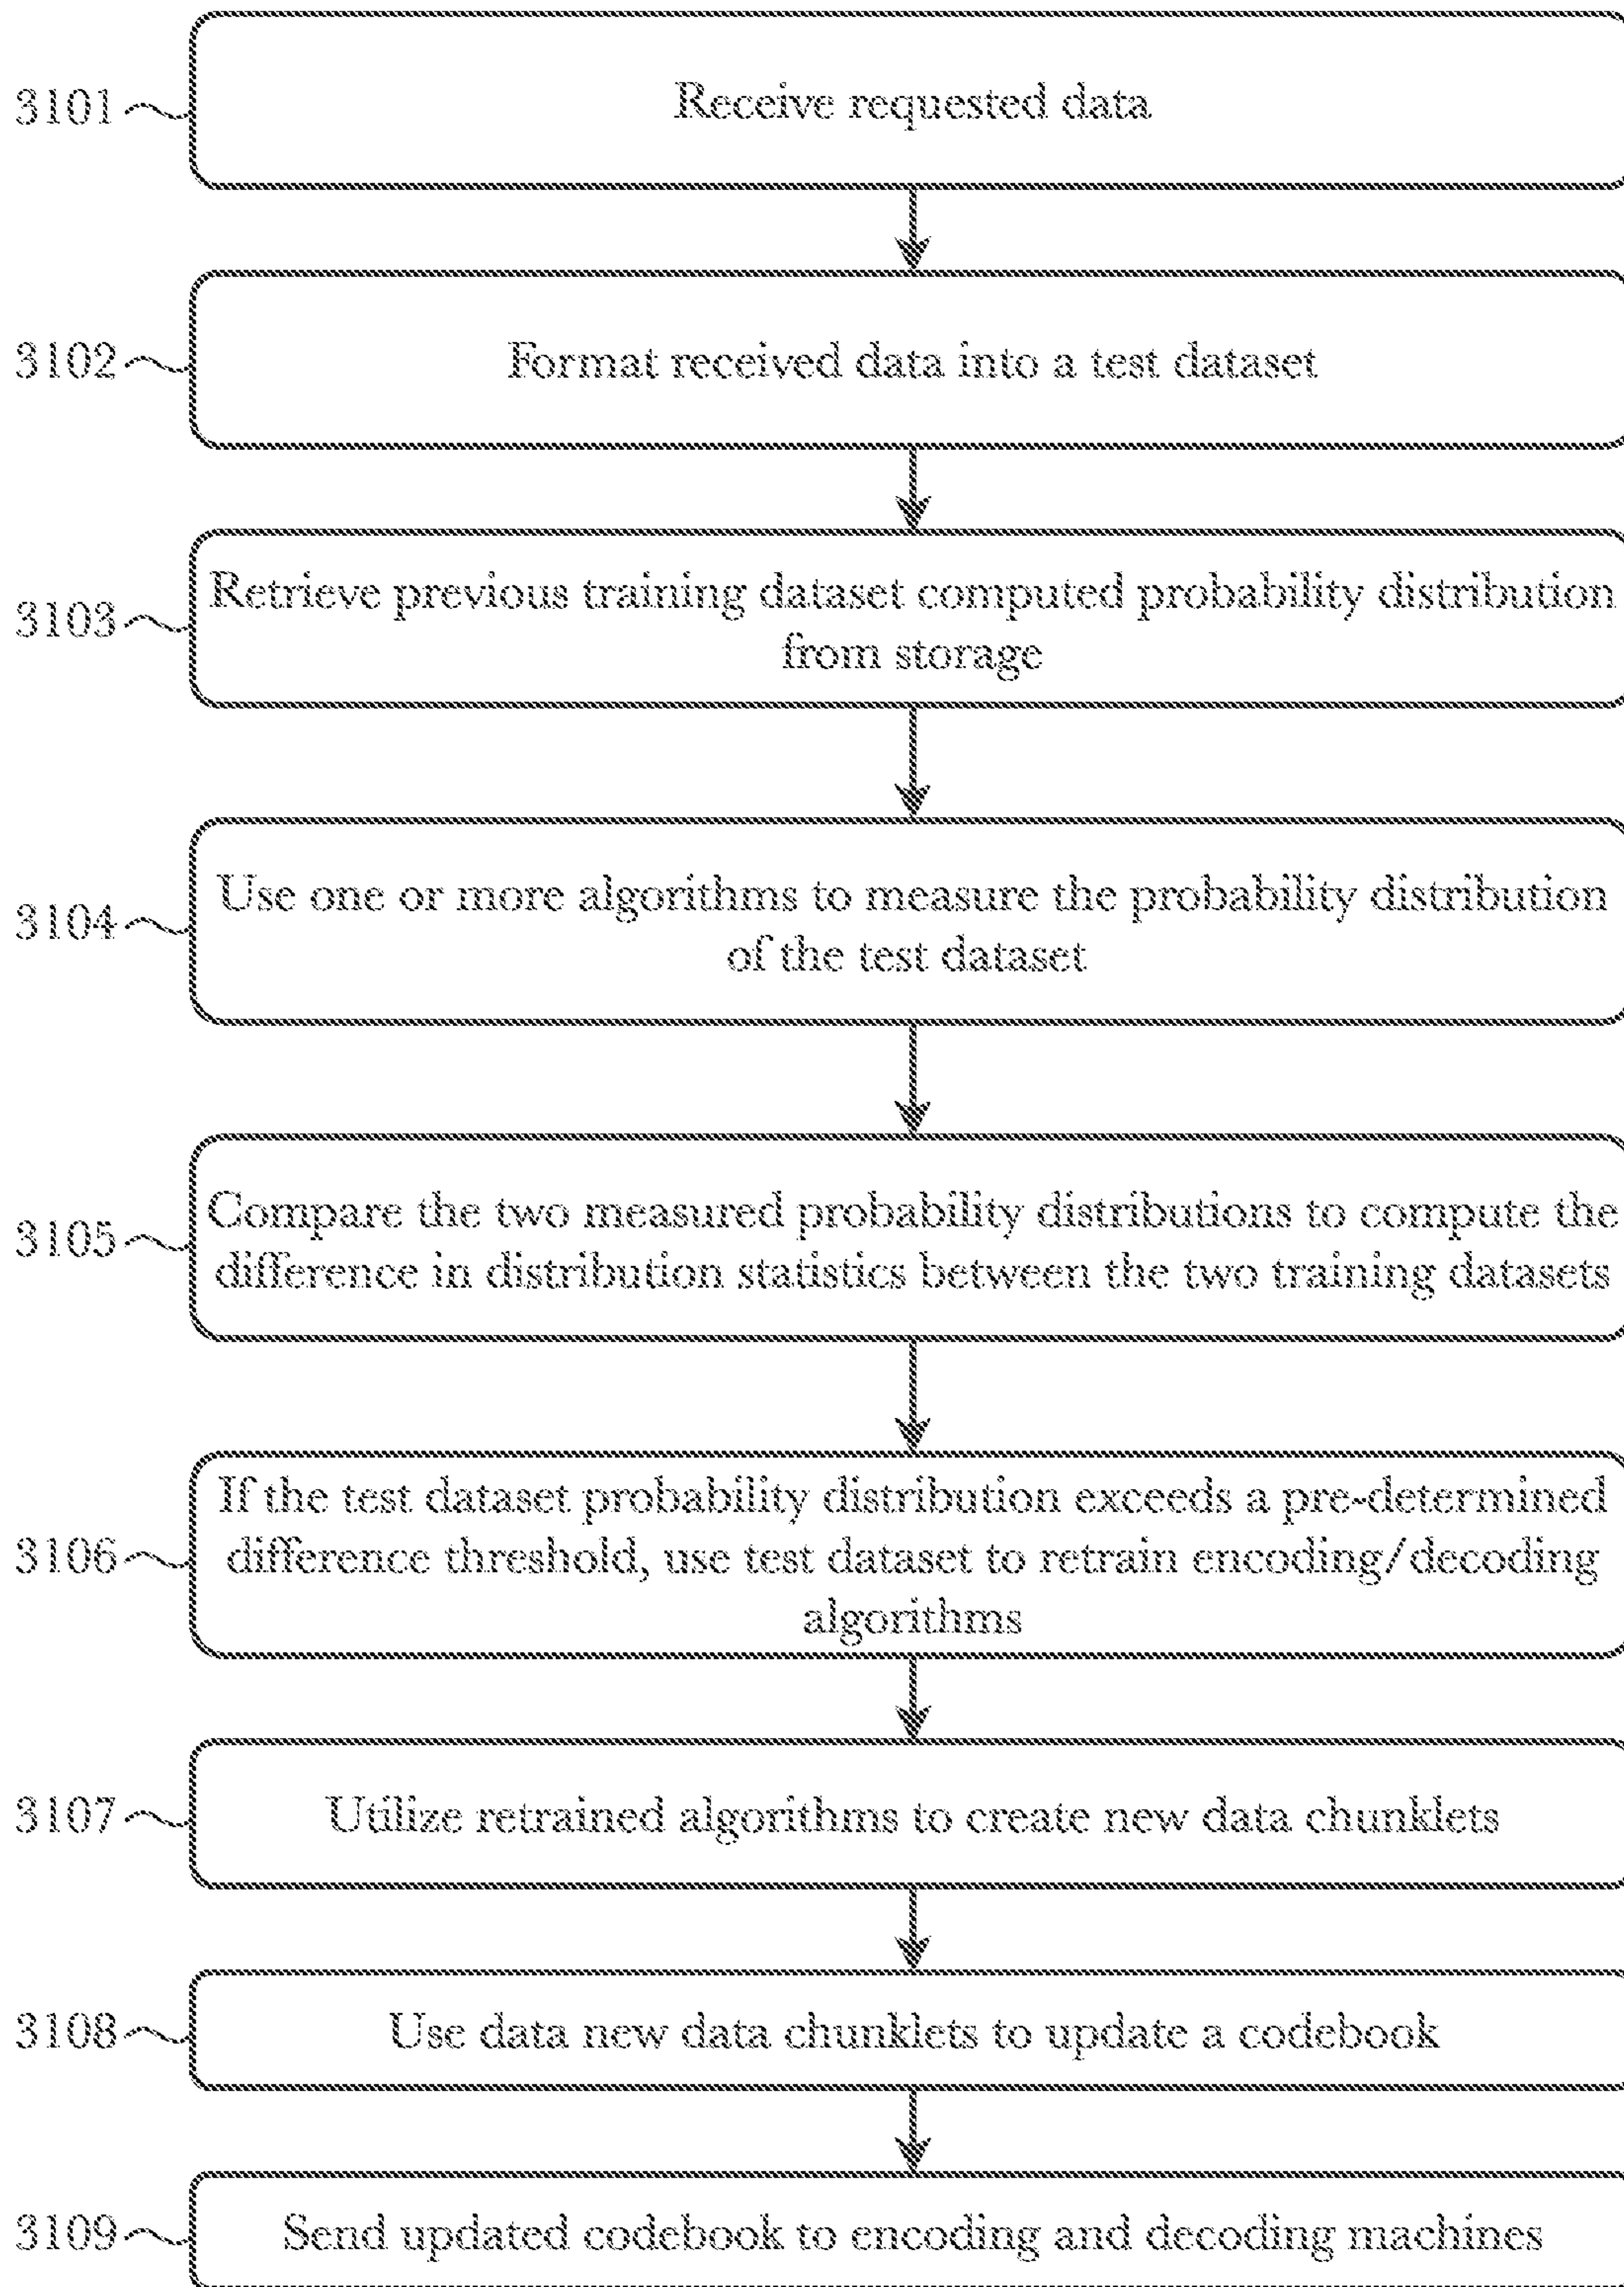 3101
Receive requested data
3102
Format received data into a test dataset
3103
Retrieve previous training dataset computed probability distribution
from storage
3104
Use one or more algorithms to measure the probability distribution
of the test dataset
3105
Compare the two measured probability distributions to compute the
difference in distribution statistics between the two training datasets
3106
If the test dataset probability distribution exceeds a pre-determined
difference threshold, use test dataset to retrain encoding/decoding
algorithms
3107
Utilize retrained algorithms to create new data chunklets
3108
Use data new data chunklets to update a codebook
3109
Send updated codebook to encoding and decoding machines